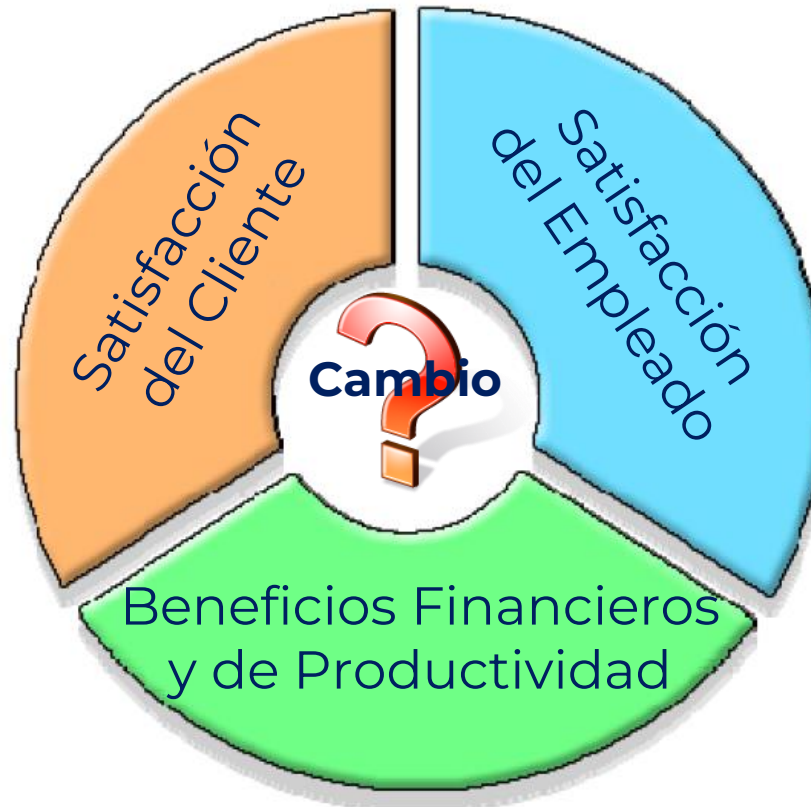 Satisfacción
del Cliente
Satisfacción
del Empleado
Cambio
Beneficios Financieros
y de Productividad